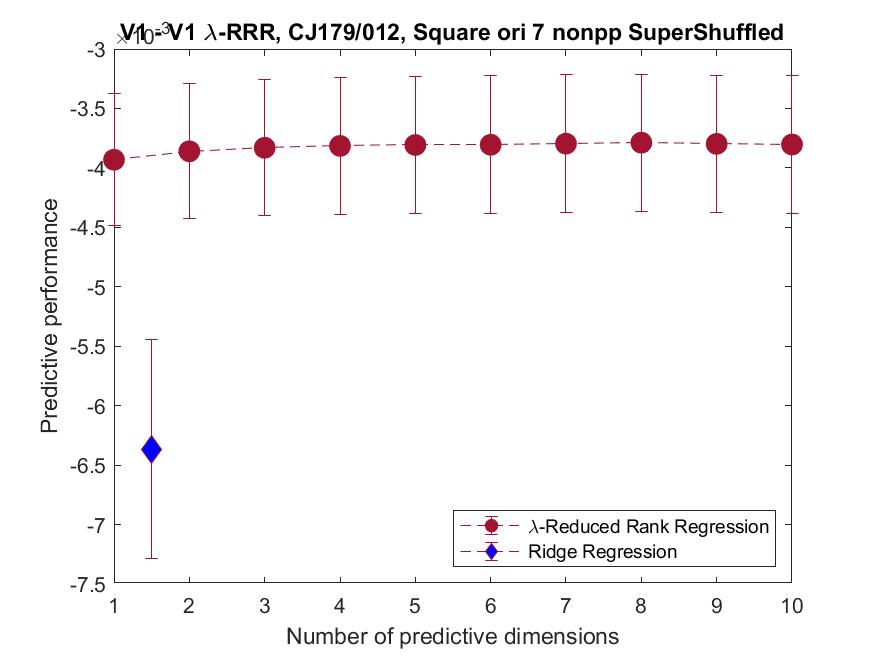 V1 - V1 λ-RRR, CJ179/012, Square ori 7 nonpp SuperShuffled
×10⁻³
-3
-3.5
-4
-4.5
-5
-5.5
-6
-6.5
-7
-7.5
Predictive performance
λ-Reduced Rank Regression
Ridge Regression
1 2 3 4 5 6 7 8 9 10
Number of predictive dimensions